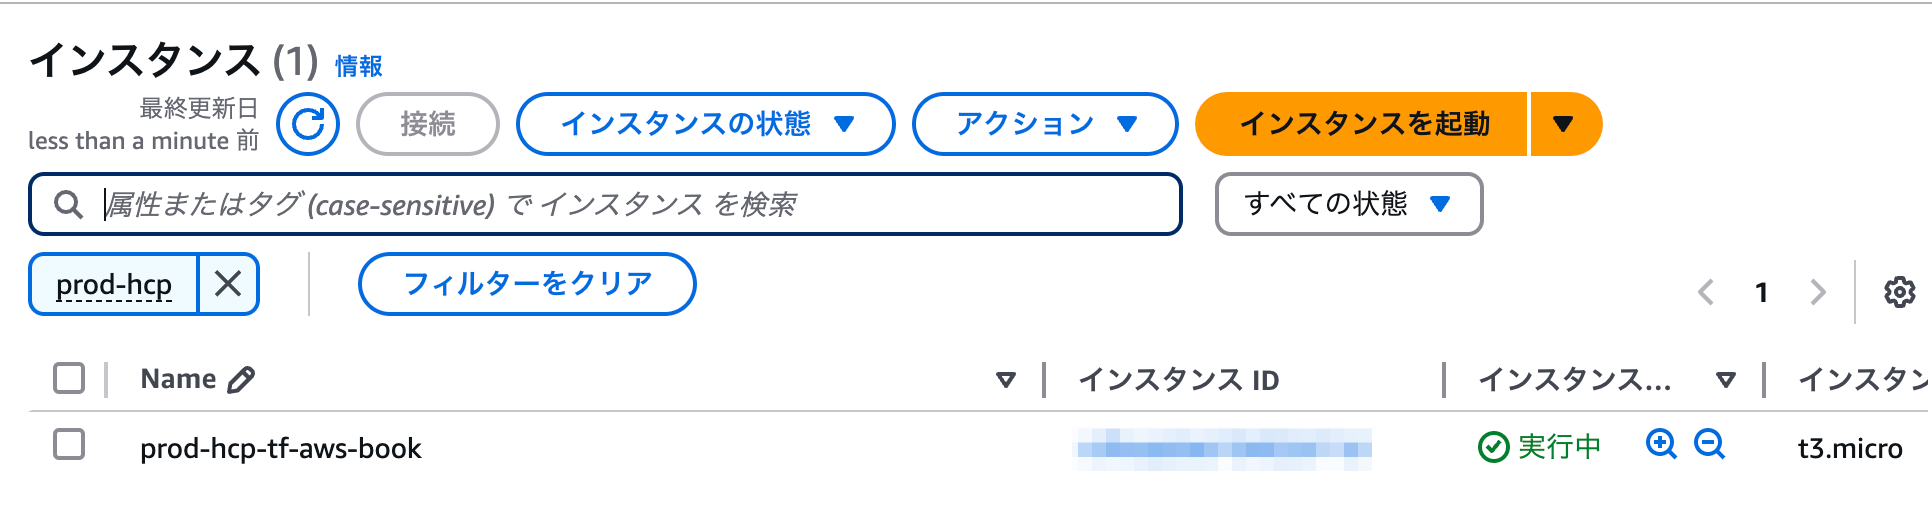 インスタンス (1) 情報
最終更新日
less than a minute 前
接続
インスタンスの状態
アクション
インスタンスを起動
属性またはタグ (case-sensitive) で インスタンス を検索
すべての状態
prod-hcp
フィルターをクリア
1
Name インスタンス ID インスタンス... インスタン
prod-hcp-tf-aws-book 実行中 t3.micro